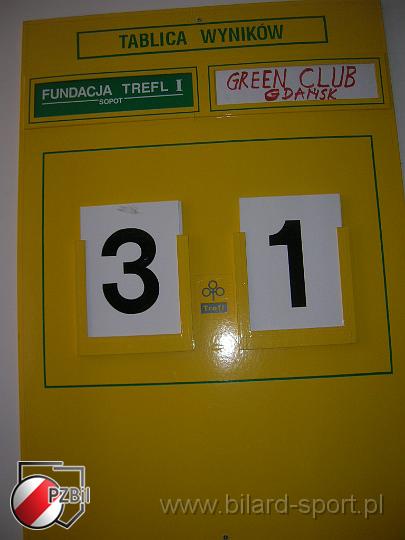 TABLICA WYNIKÓW
FUNDACJA TREFL I
SOPOT
GREEN CLUB
GDAŃSK
3 1
Trefl
PZBil
www.bilard-sport.pl